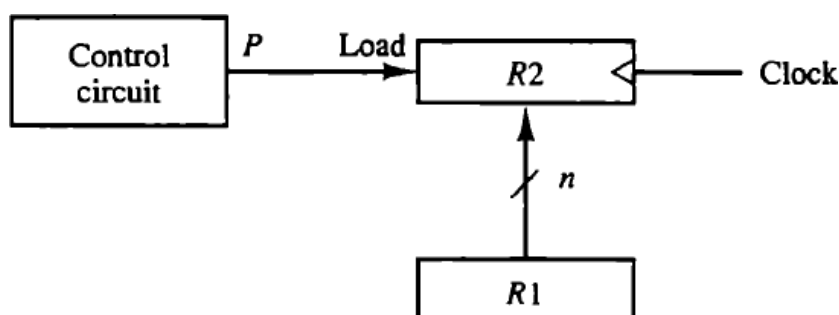 Control
circuit
P
Load
R2
Clock
n
R1